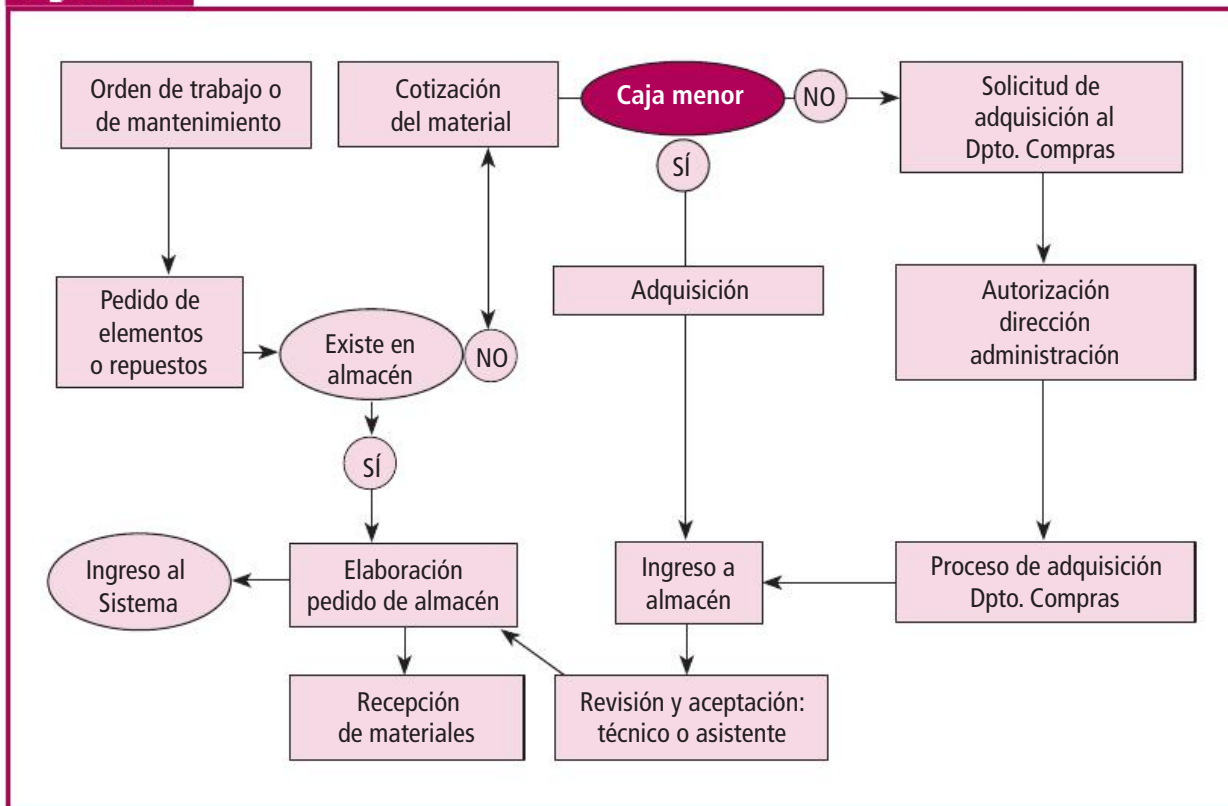 Orden de trabajo o
de mantenimiento
Cotización
del material
Caja menor
NO
Solicitud de
adquisición al
Dpto. Compras
SÍ
Pedido de
elementos
o repuestos
Existe en
almacén
NO
Adquisición
Autorización
dirección
administración
SÍ
Ingreso al
Sistema
Elaboración
pedido de almacén
Ingreso a
almacén
Proceso de adquisición
Dpto. Compras
Recepción
de materiales
Revisión y aceptación:
técnico o asistente